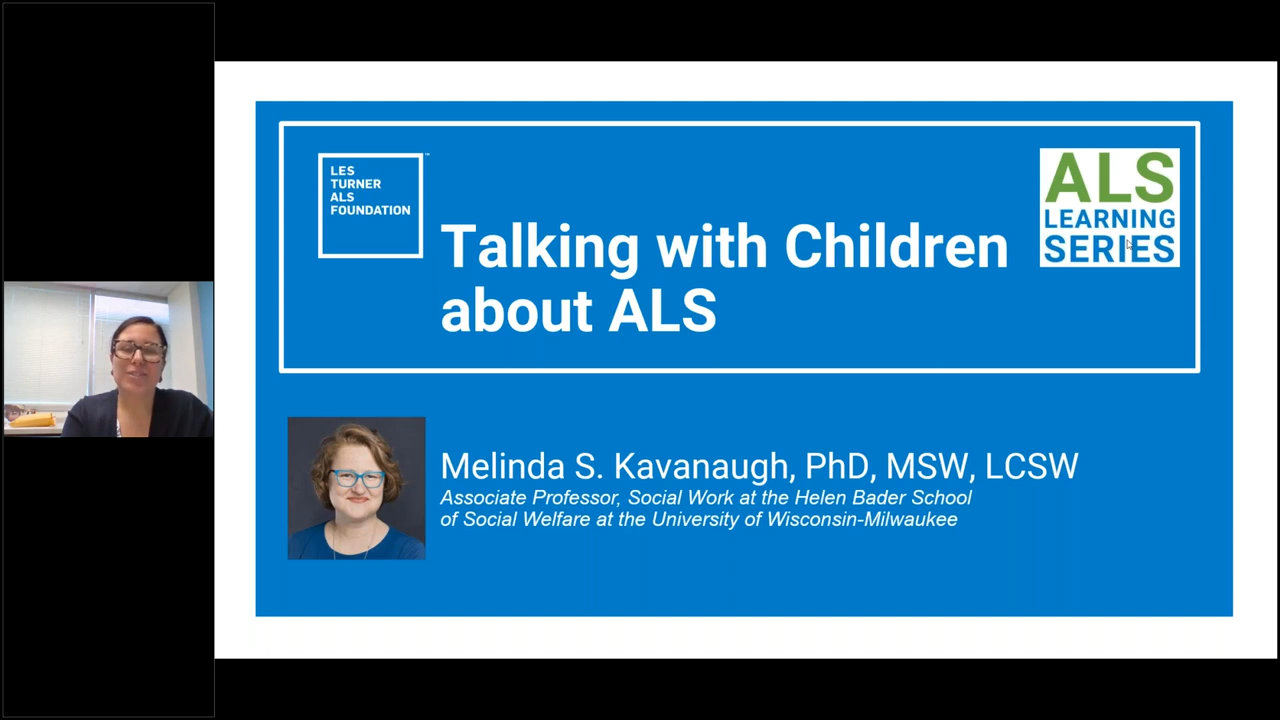 LES
TURNER
ALS
FOUNDATION
™
Talking with Children
about ALS
ALS
LEARNING
SERIES
Melinda S. Kavanaugh, PhD, MSW, LCSW
Associate Professor, Social Work at the Helen Bader School
of Social Welfare at the University of Wisconsin-Milwaukee